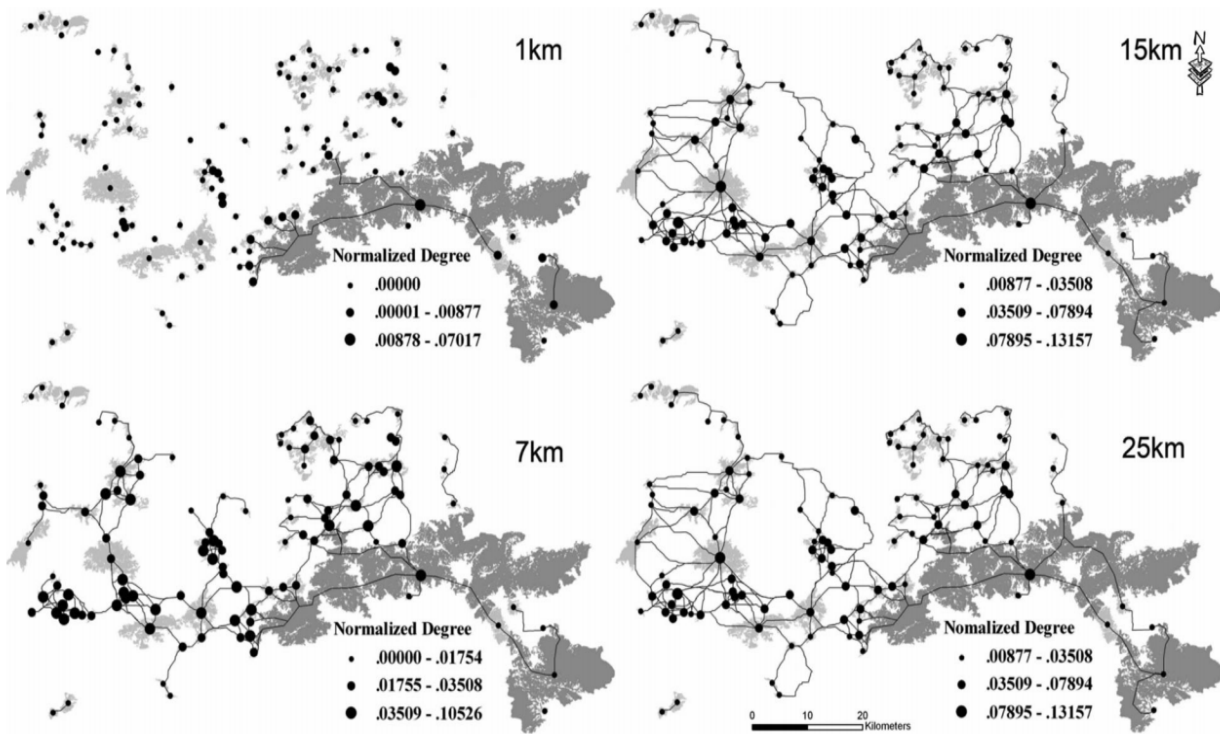 1km
Normalized Degree
.00000
.00001 - .00877
.00878 - .07017
15km
N
Normalized Degree
.00877 - .03508
.03509 - .07894
.07895 - .13157
7km
Normalized Degree
.00000 - .01754
.01755 - .03508
.03509 - .10526
25km
Nomalized Degree
.00877 - .03508
.03509 - .07894
.07895 - .13157
0 10 20
Kilometers